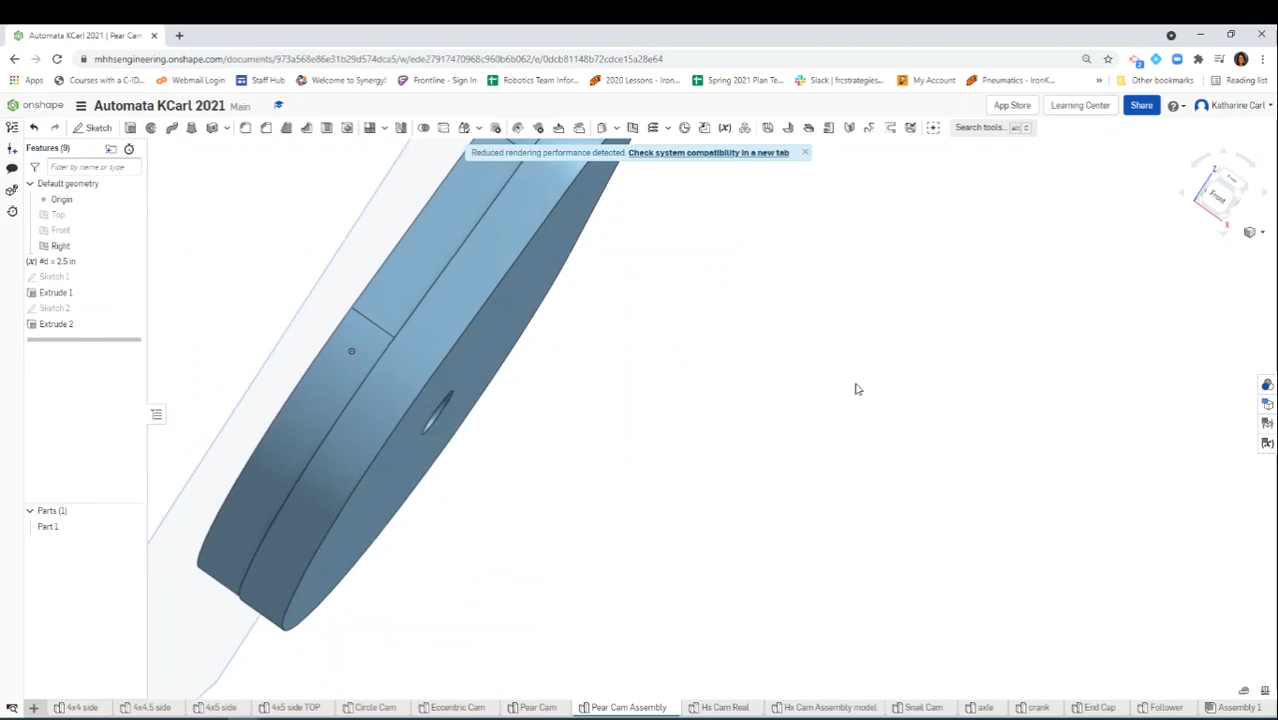 Automata KCarl 2021 | Pear Cam
mhhsengineering.onshape.com/documents/973a568e86e31b29d574dca5/w/ede27917470968c960b6b062/e/0dcb81148b72cdce15a28e64
Apps
Courses with a C-ID...
Webmail Login
Staff Hub
Welcome to Synergy!
Frontline - Sign In
2020 Lessons - Iron...
Spring 2021 Plan Te...
Robotics Team Infor...
Slack | frcstrategies...
My Account
Pneumatics - IronK...
Other bookmarks
Reading list
onshape
Automata KCarl 2021 Main
App Store
Learning Center
Share
Katharine Carl
Sketch
Search tools...
Features (9)
Filter by name or type
Default geometry
Origin
Top
Front
Right
(x) #d = 2.5 in
Sketch 1
Extrude 1
Sketch 2
Extrude 2
Parts (1)
Part 1
Reduced rendering performance detected. Check system compatibility in a new tab
Z
Front
X
4x4 side
4x4.5 side
4x5 side
4x5 side TOP
Circle Cam
Eccentric Cam
Pear Cam
Pear Cam Assembly
Hx Cam Real
Hx Cam Assembly model
Snail Cam
axle
crank
End Cap
Follower
Assembly 1